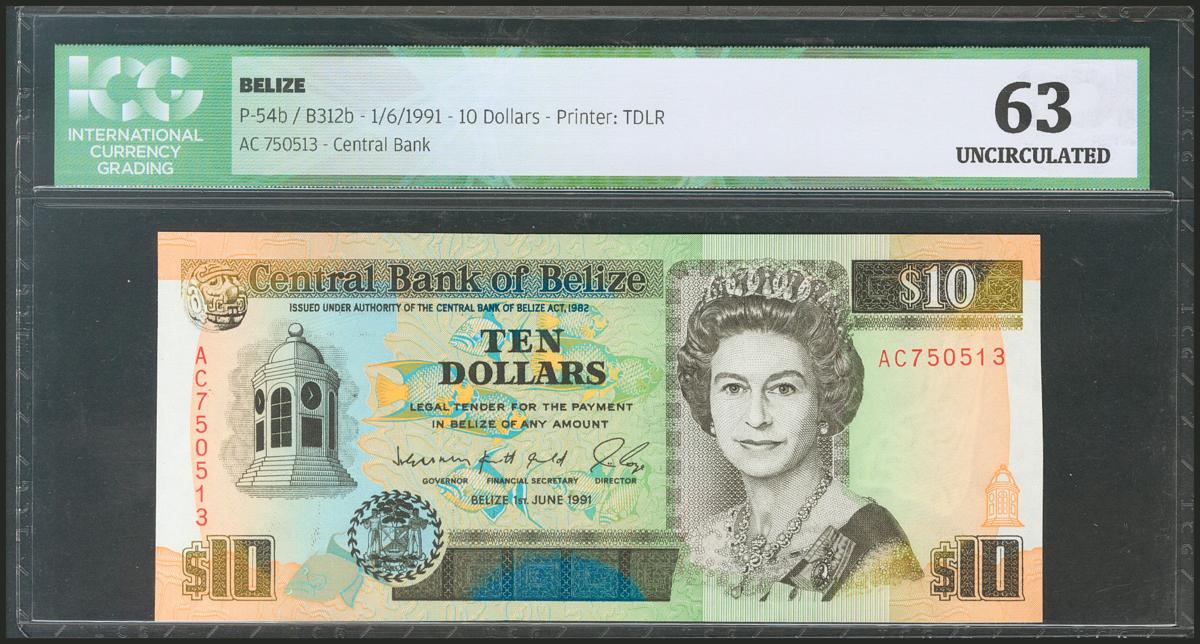 ICG
INTERNATIONAL
CURRENCY
GRADING
BELIZE
P-54b / B312b - 1/6/1991 - 10 Dollars - Printer: TDLR
AC 750513 - Central Bank
63
UNCIRCULATED
Central Bank of Belize
$10
ISSUED UNDER AUTHORITY OF THE CENTRAL BANK OF BELIZE ACT, 1982
TEN
DOLLARS
AC750513
AC750513
LEGAL TENDER FOR THE PAYMENT
IN BELIZE OF ANY AMOUNT
GOVERNOR FINANCIAL SECRETARY DIRECTOR
BELIZE 1ST. JUNE 1991
$10
$10